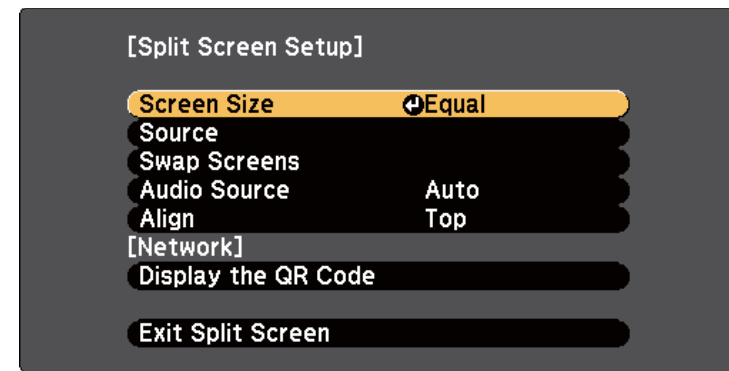 [Split Screen Setup]
Screen Size Equal
Source
Swap Screens
Audio Source Auto
Align Top
[Network]
Display the QR Code
Exit Split Screen